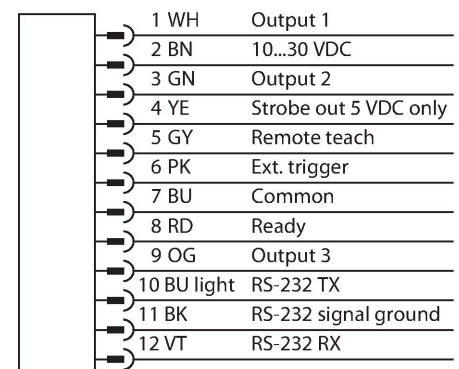 1 WH Output 1
2 BN 10...30 VDC
3 GN Output 2
4 YE Strobe out 5 VDC only
5 GY Remote teach
6 PK Ext. trigger
7 BU Common
8 RD Ready
9 OG Output 3
10 BU light RS-232 TX
11 BK RS-232 signal ground
12 VT RS-232 RX